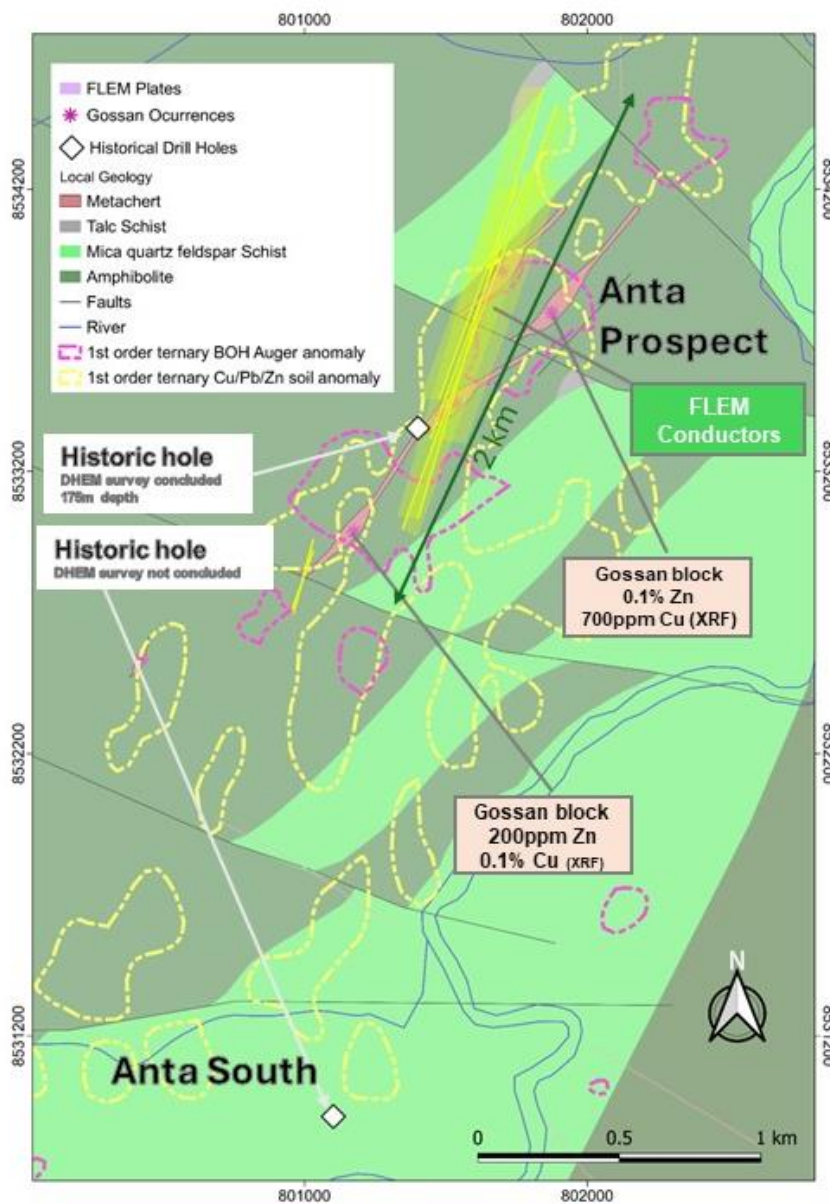 801000
802000
FLEM Plates
Gossan Ocurrences
Historical Drill Holes
Local Geology
Metachert
Talc Schist
Mica quartz feldspar Schist
Amphibolite
Faults
River
1st order ternary BOH Auger anomaly
1st order ternary Cu/Pb/Zn soil anomaly
8534200
8534200
Anta
Prospect
2 km
FLEM
Conductors
8533200
8533200
Historic hole
DHEM survey concluded
176m depth
Historic hole
DHEM survey not concluded
Gossan block
0.1% Zn
700ppm Cu (XRF)
8532200
8532200
Gossan block
200ppm Zn
0.1% Cu (XRF)
N
8531200
8531200
Anta South
0 0.5 1 km
801000
802000